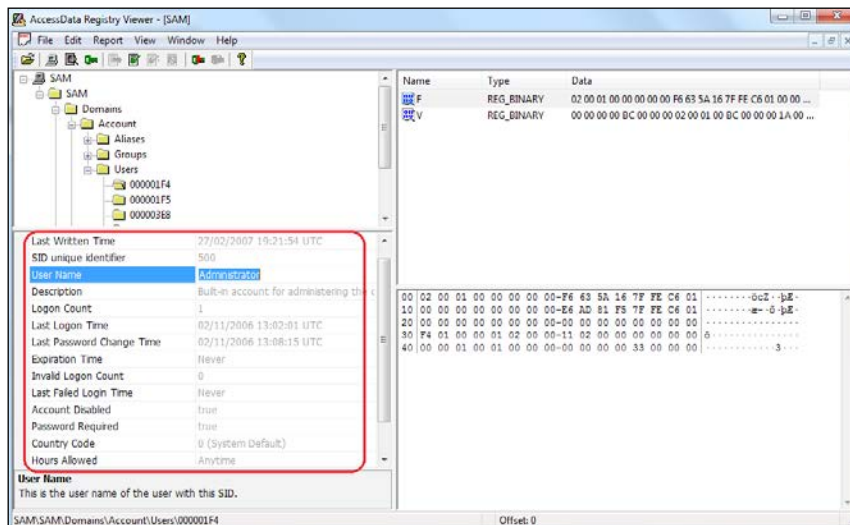 AccessData Registry Viewer - [SAM]
File Edit Report View Window Help
SAM
SAM
Domains
Account
Aliases
Groups
Users
000001F4
000001F5
000003E8
Name Type Data
F REG_BINARY 02 00 01 00 00 00 00 00 F6 63 5A 16 7F FE C6 01 00 00 ...
V REG_BINARY 00 00 00 00 BC 00 00 00 02 00 01 00 BC 00 00 00 1A 00 ...
Last Written Time 27/02/2007 19:21:54 UTC
SID unique identifier 500
User Name Administrator
Description Built-in account for administering the c
Logon Count 1
Last Logon Time 02/11/2006 13:02:01 UTC
Last Password Change Time 02/11/2006 13:08:15 UTC
Expiration Time Never
Invalid Logon Count 0
Last Failed Login Time Never
Account Disabled true
Password Required true
Country Code 0 (System Default)
Hours Allowed Anytime
User Name
This is the user name of the user with this SID.
00 02 00 01 00 00 00 00 00-F6 63 5A 16 7F FE C6 01 ········öcZ··þÆ·
10 00 00 00 00 00 00 00 00-E6 AD 81 F5 7F FE C6 01
20 00 00 00 00 00 00 00 00-00 00 00 00 00 00 00 00 ················
30 F4 01 00 00 01 02 00 00-11 02 00 00 00 00 00 00 ô···············
40 00 00 01 00 01 00 00 00-00 00 00 00 33 00 00 00 ············3···
SAM\SAM\Domains\Account\Users\000001F4 Offset: 0